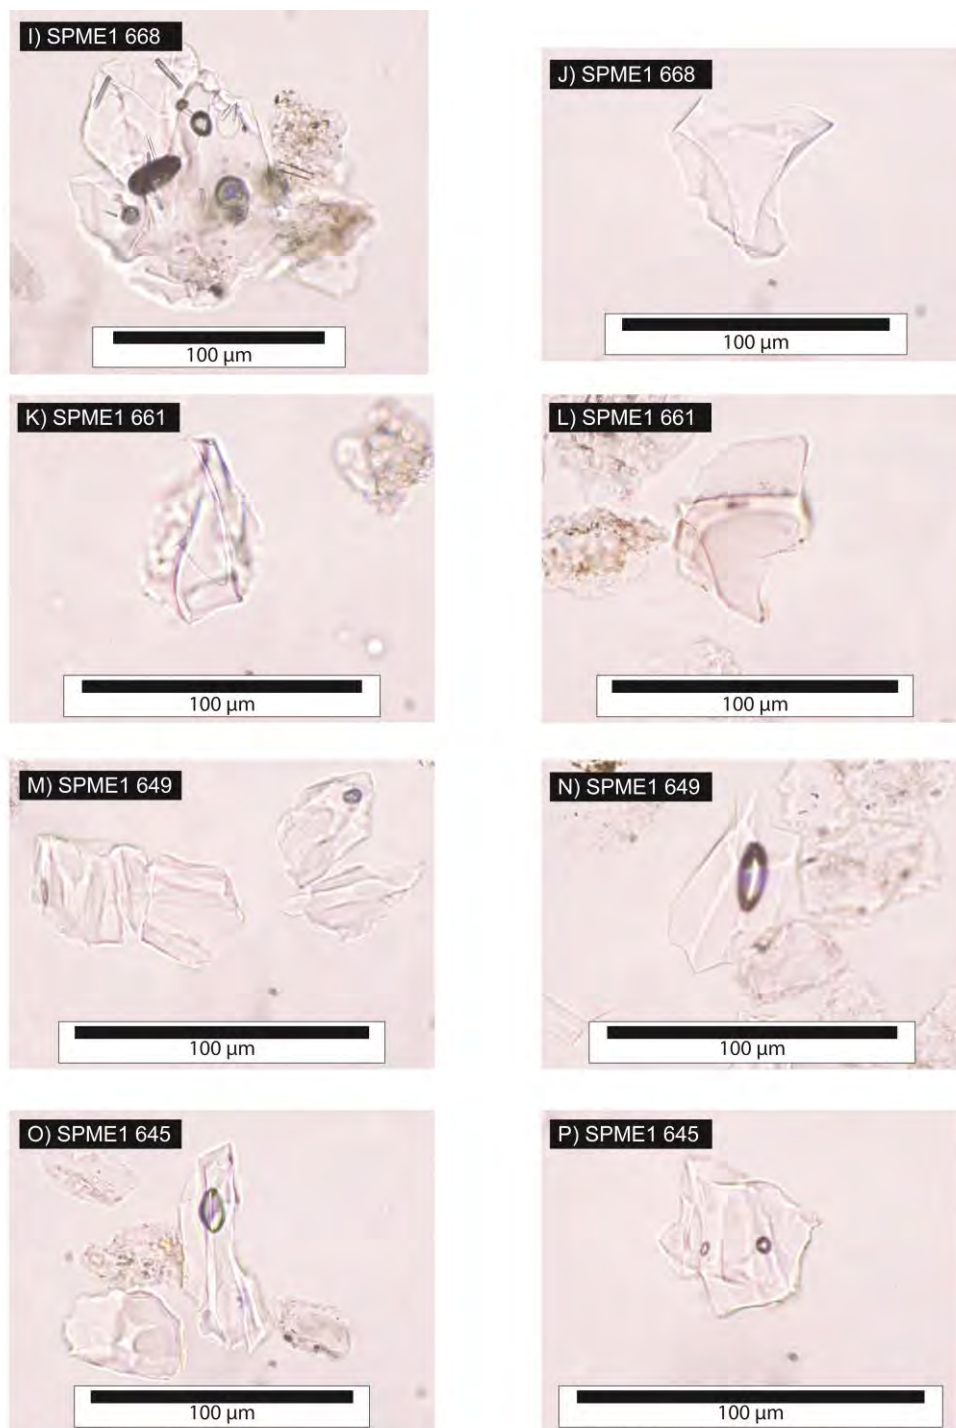 I) SPME1 668
J) SPME1 668
100 µm
100 µm
K) SPME1 661
L) SPME1 661
100 µm
100 µm
M) SPME1 649
N) SPME1 649
100 µm
100 µm
O) SPME1 645
P) SPME1 645
100 µm
100 µm